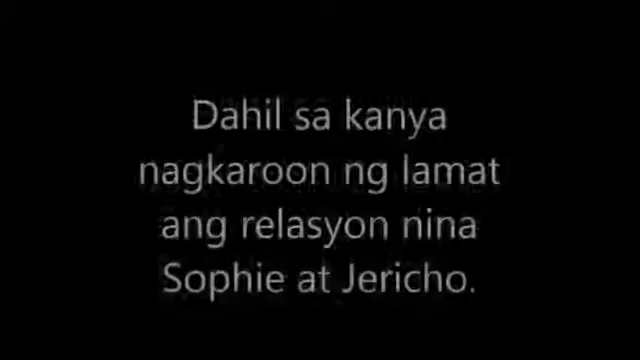 Dahil sa kanya
nagkaroon ng lamat
ang relasyon nina
Sophie at Jericho.